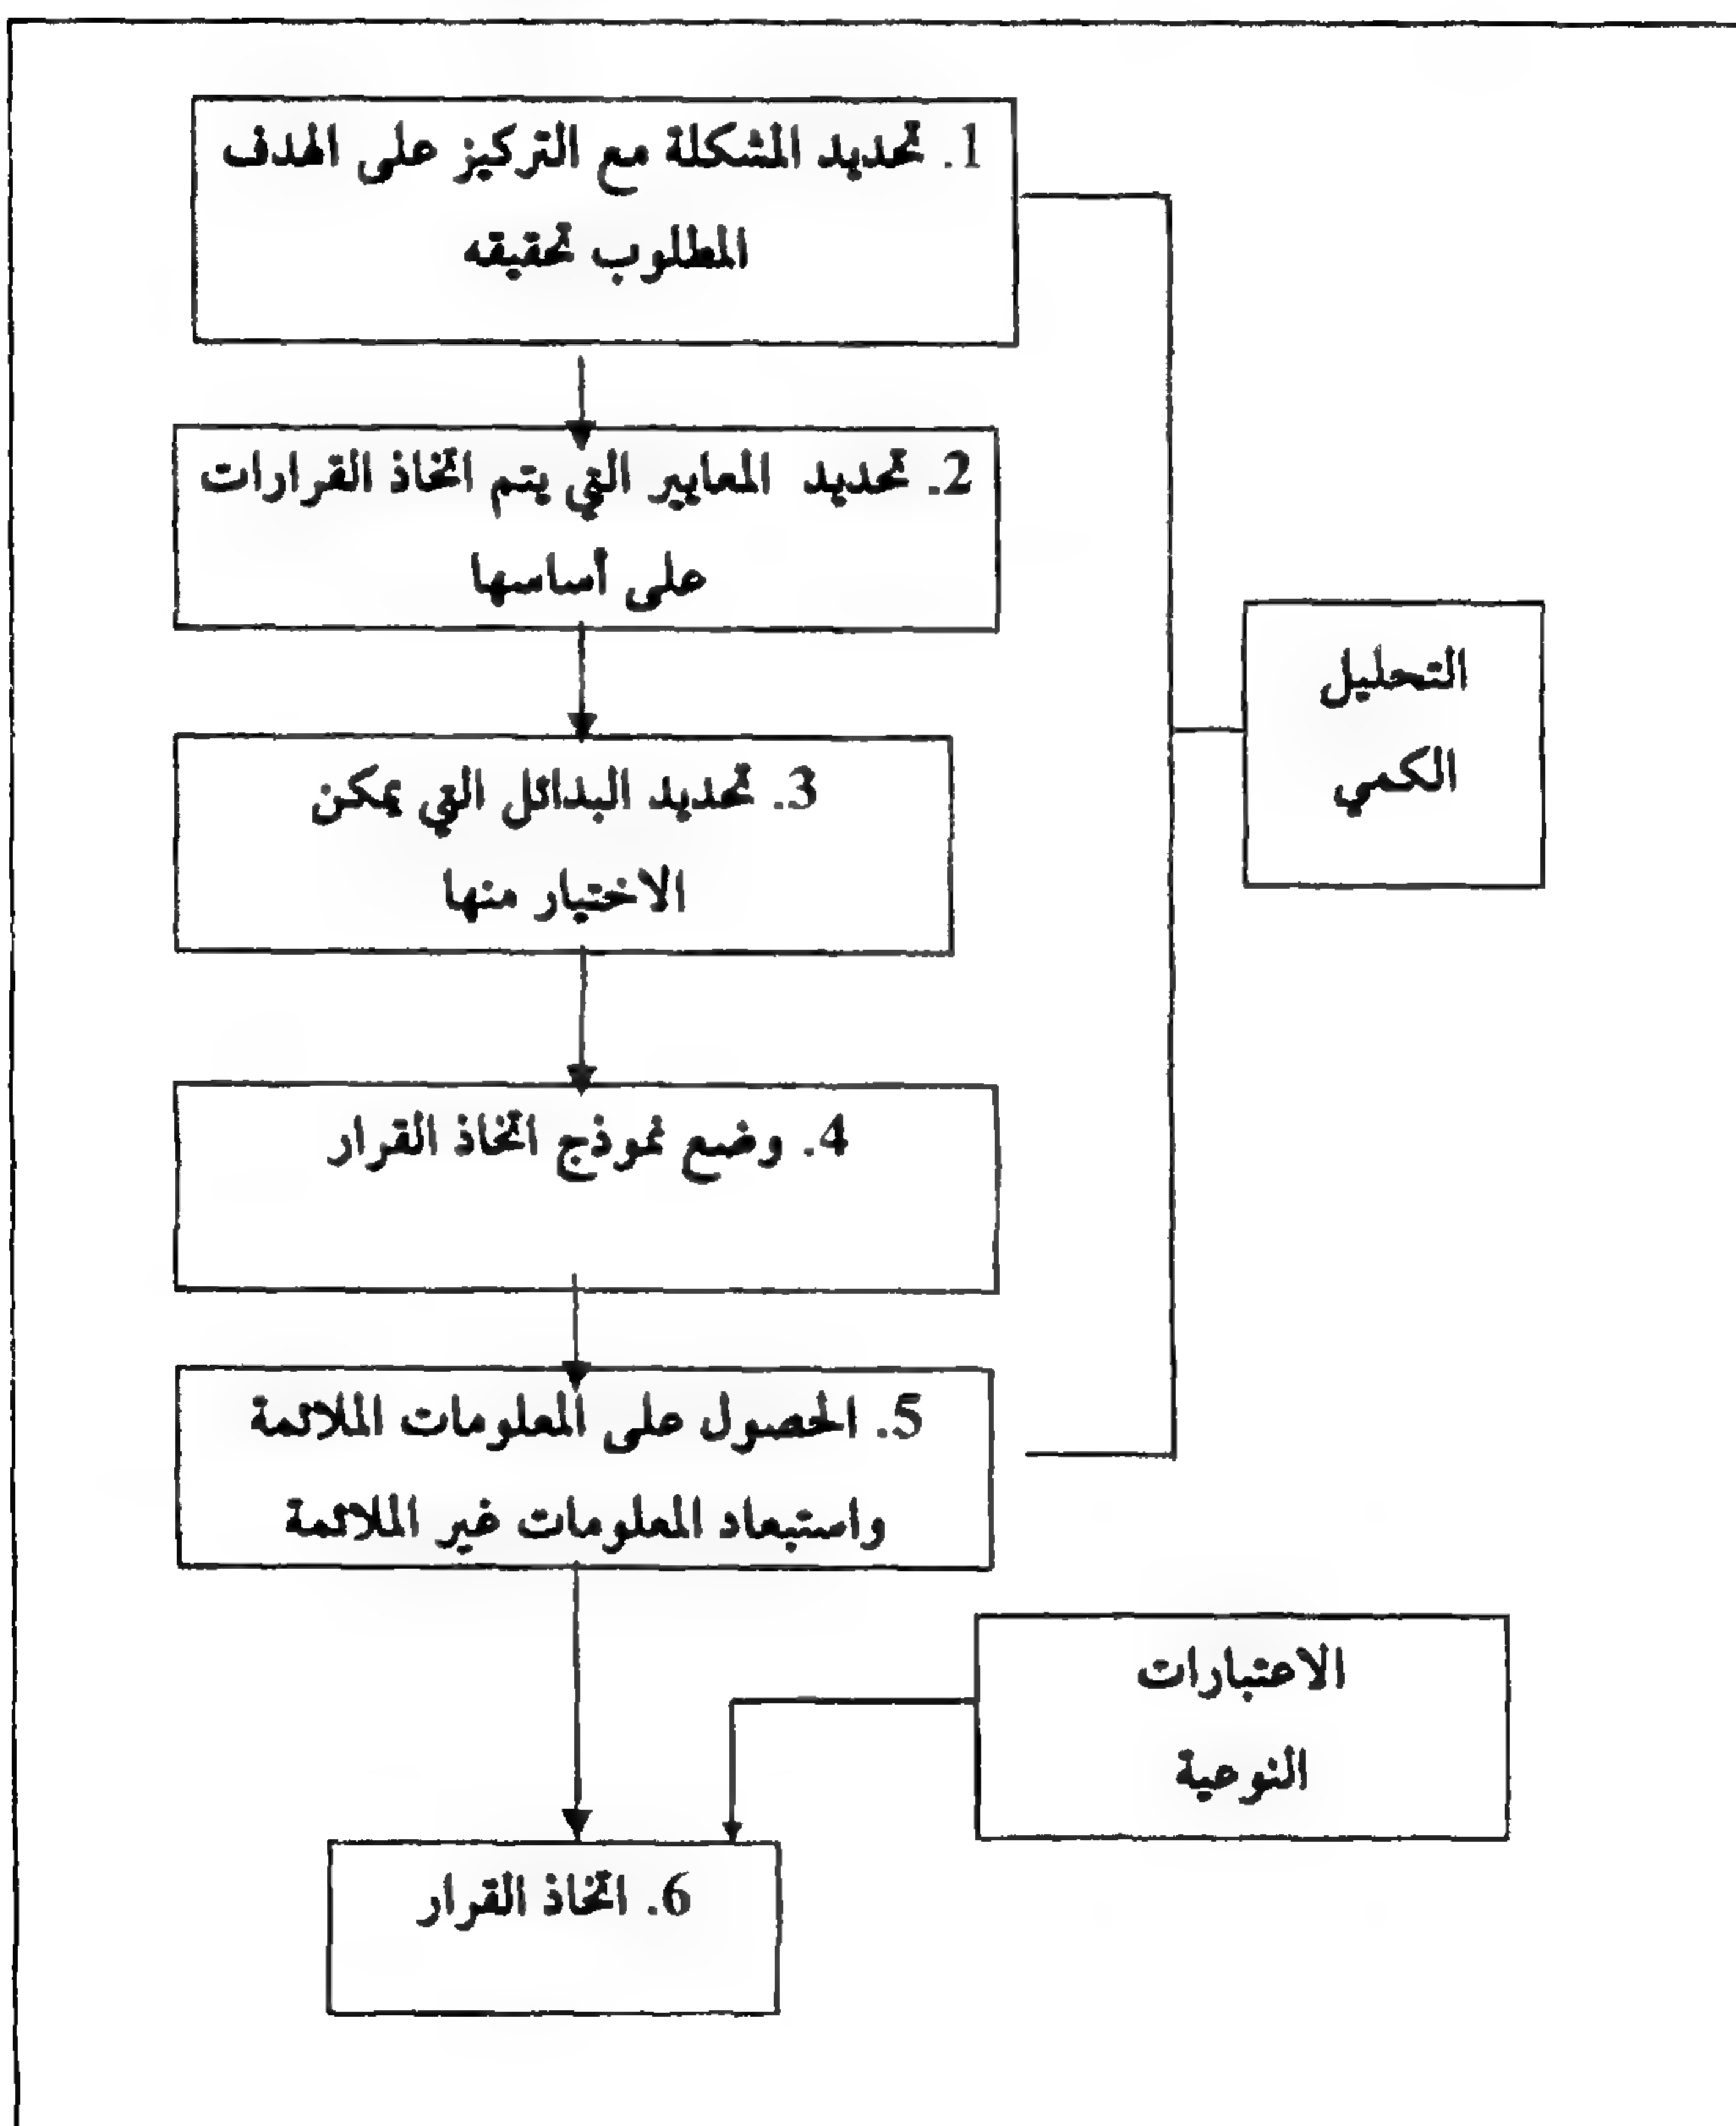 1. تحديد المشكلة مع التركيز على الهدف
المطلوب تحقيقه
2. تحديد المعايير التي يتم اتخاذ القرارات
على أساسها
3. تحديد البدائل التي يمكن
الاختيار منها
التحليل
الكمي
4. وضع نموذج اتخاذ القرار
5. الحصول على المعلومات الملائمة
واستبعاد المعلومات غير الملائمة
الاعتبارات
النوعية
6. اتخاذ القرار